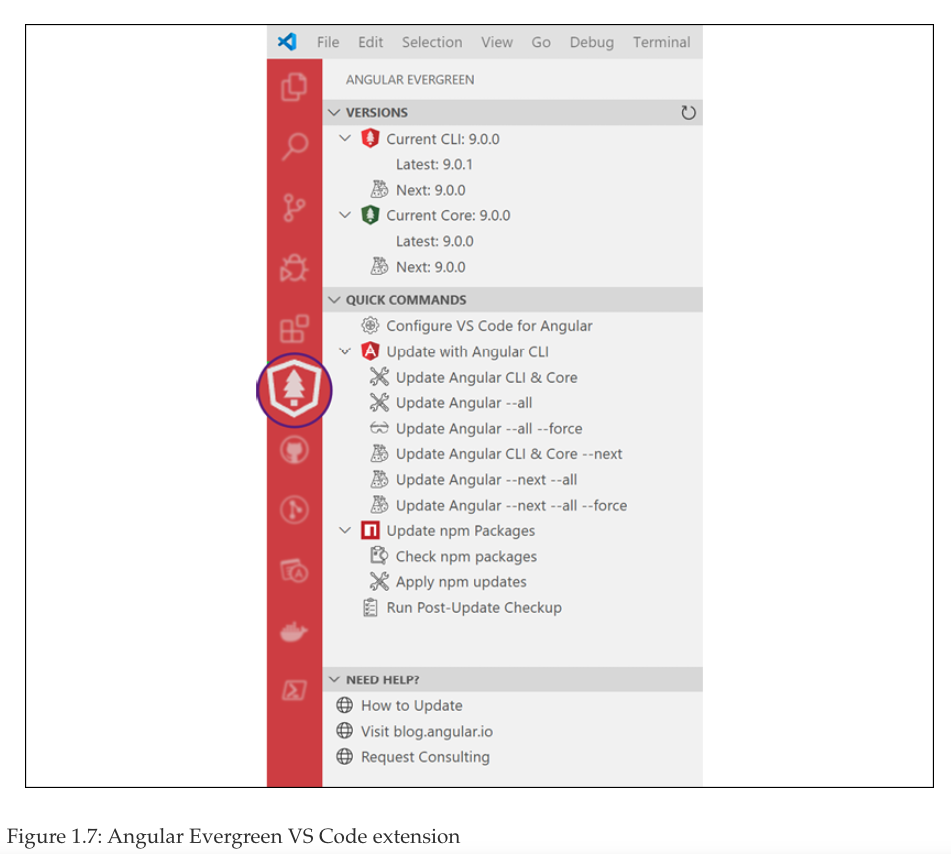 File Edit Selection View Go Debug Terminal
ANGULAR EVERGREEN
VERSIONS
Current CLI: 9.0.0
Latest: 9.0.1
Next: 9.0.0
Current Core: 9.0.0
Latest: 9.0.0
Next: 9.0.0
QUICK COMMANDS
Configure VS Code for Angular
Update with Angular CLI
Update Angular CLI & Core
Update Angular --all
Update Angular --all --force
Update Angular CLI & Core --next
Update Angular --next --all
Update Angular --next --all --force
Update npm Packages
Check npm packages
Apply npm updates
Run Post-Update Checkup
NEED HELP?
How to Update
Visit blog.angular.io
Request Consulting
Figure 1.7: Angular Evergreen VS Code extension